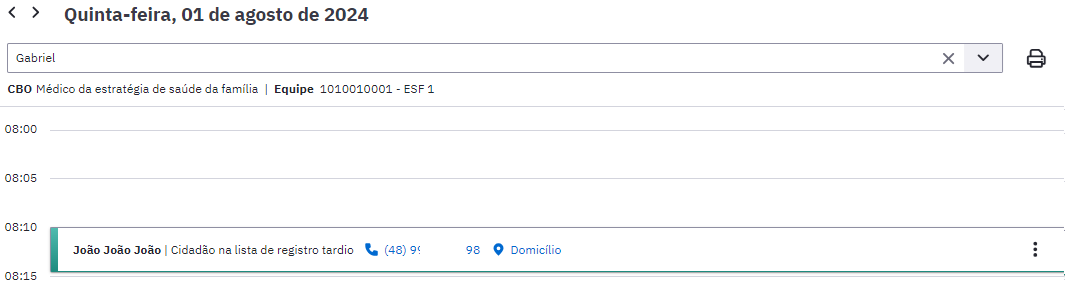 Quinta-feira, 01 de agosto de 2024
Gabriel
CBO Médico da estratégia de saúde da família | Equipe 1010010001 - ESF 1
08:00
08:05
08:10
João João João | Cidadão na lista de registro tardio (48) 99 98 Domicílio
08:15